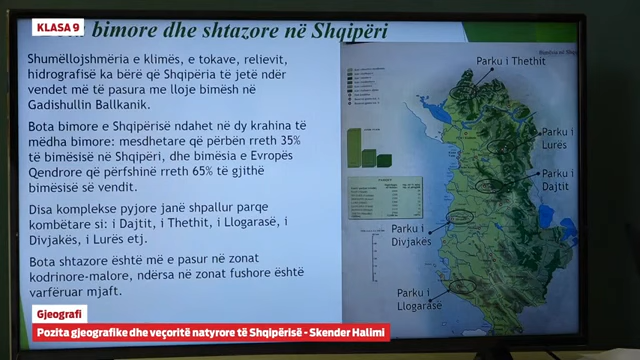 KLASA 9
bimore dhe shtazore në Shqipëri
Shumëllojshmëria e klimës, e tokave, relievit,
hidrografisë ka bërë që Shqipëria të jetë ndër
vendet më të pasura me lloje bimësh në
Gadishullin Ballkanik.
Bota bimore e Shqipërisë ndahet në dy krahina të
mëdha bimore: mesdhetare që përbën rreth 35%
të bimësisë në Shqipëri, dhe bimësia e Evropës
Qendrore që përfshinë rreth 65% të gjithë
bimësisë së vendit.
Disa komplekse pyjore janë shpallur parqe
kombëtare si: i Dajtit, i Thethit, i Llogarasë, i
Divjakës, i Lurës etj.
Bota shtazore është më e pasur në zonat
kodrinore-malore, ndërsa në zonat fushore është
varfëruar mjaft.
Parku i Thethit
Parku i
Lurës
Parku i
Dajtit
Parku i
Divjakës
Parku i
Llogarasë
Gjeografi
Pozita gjeografike dhe veçoritë natyrore të Shqipërisë - Skender Halimi